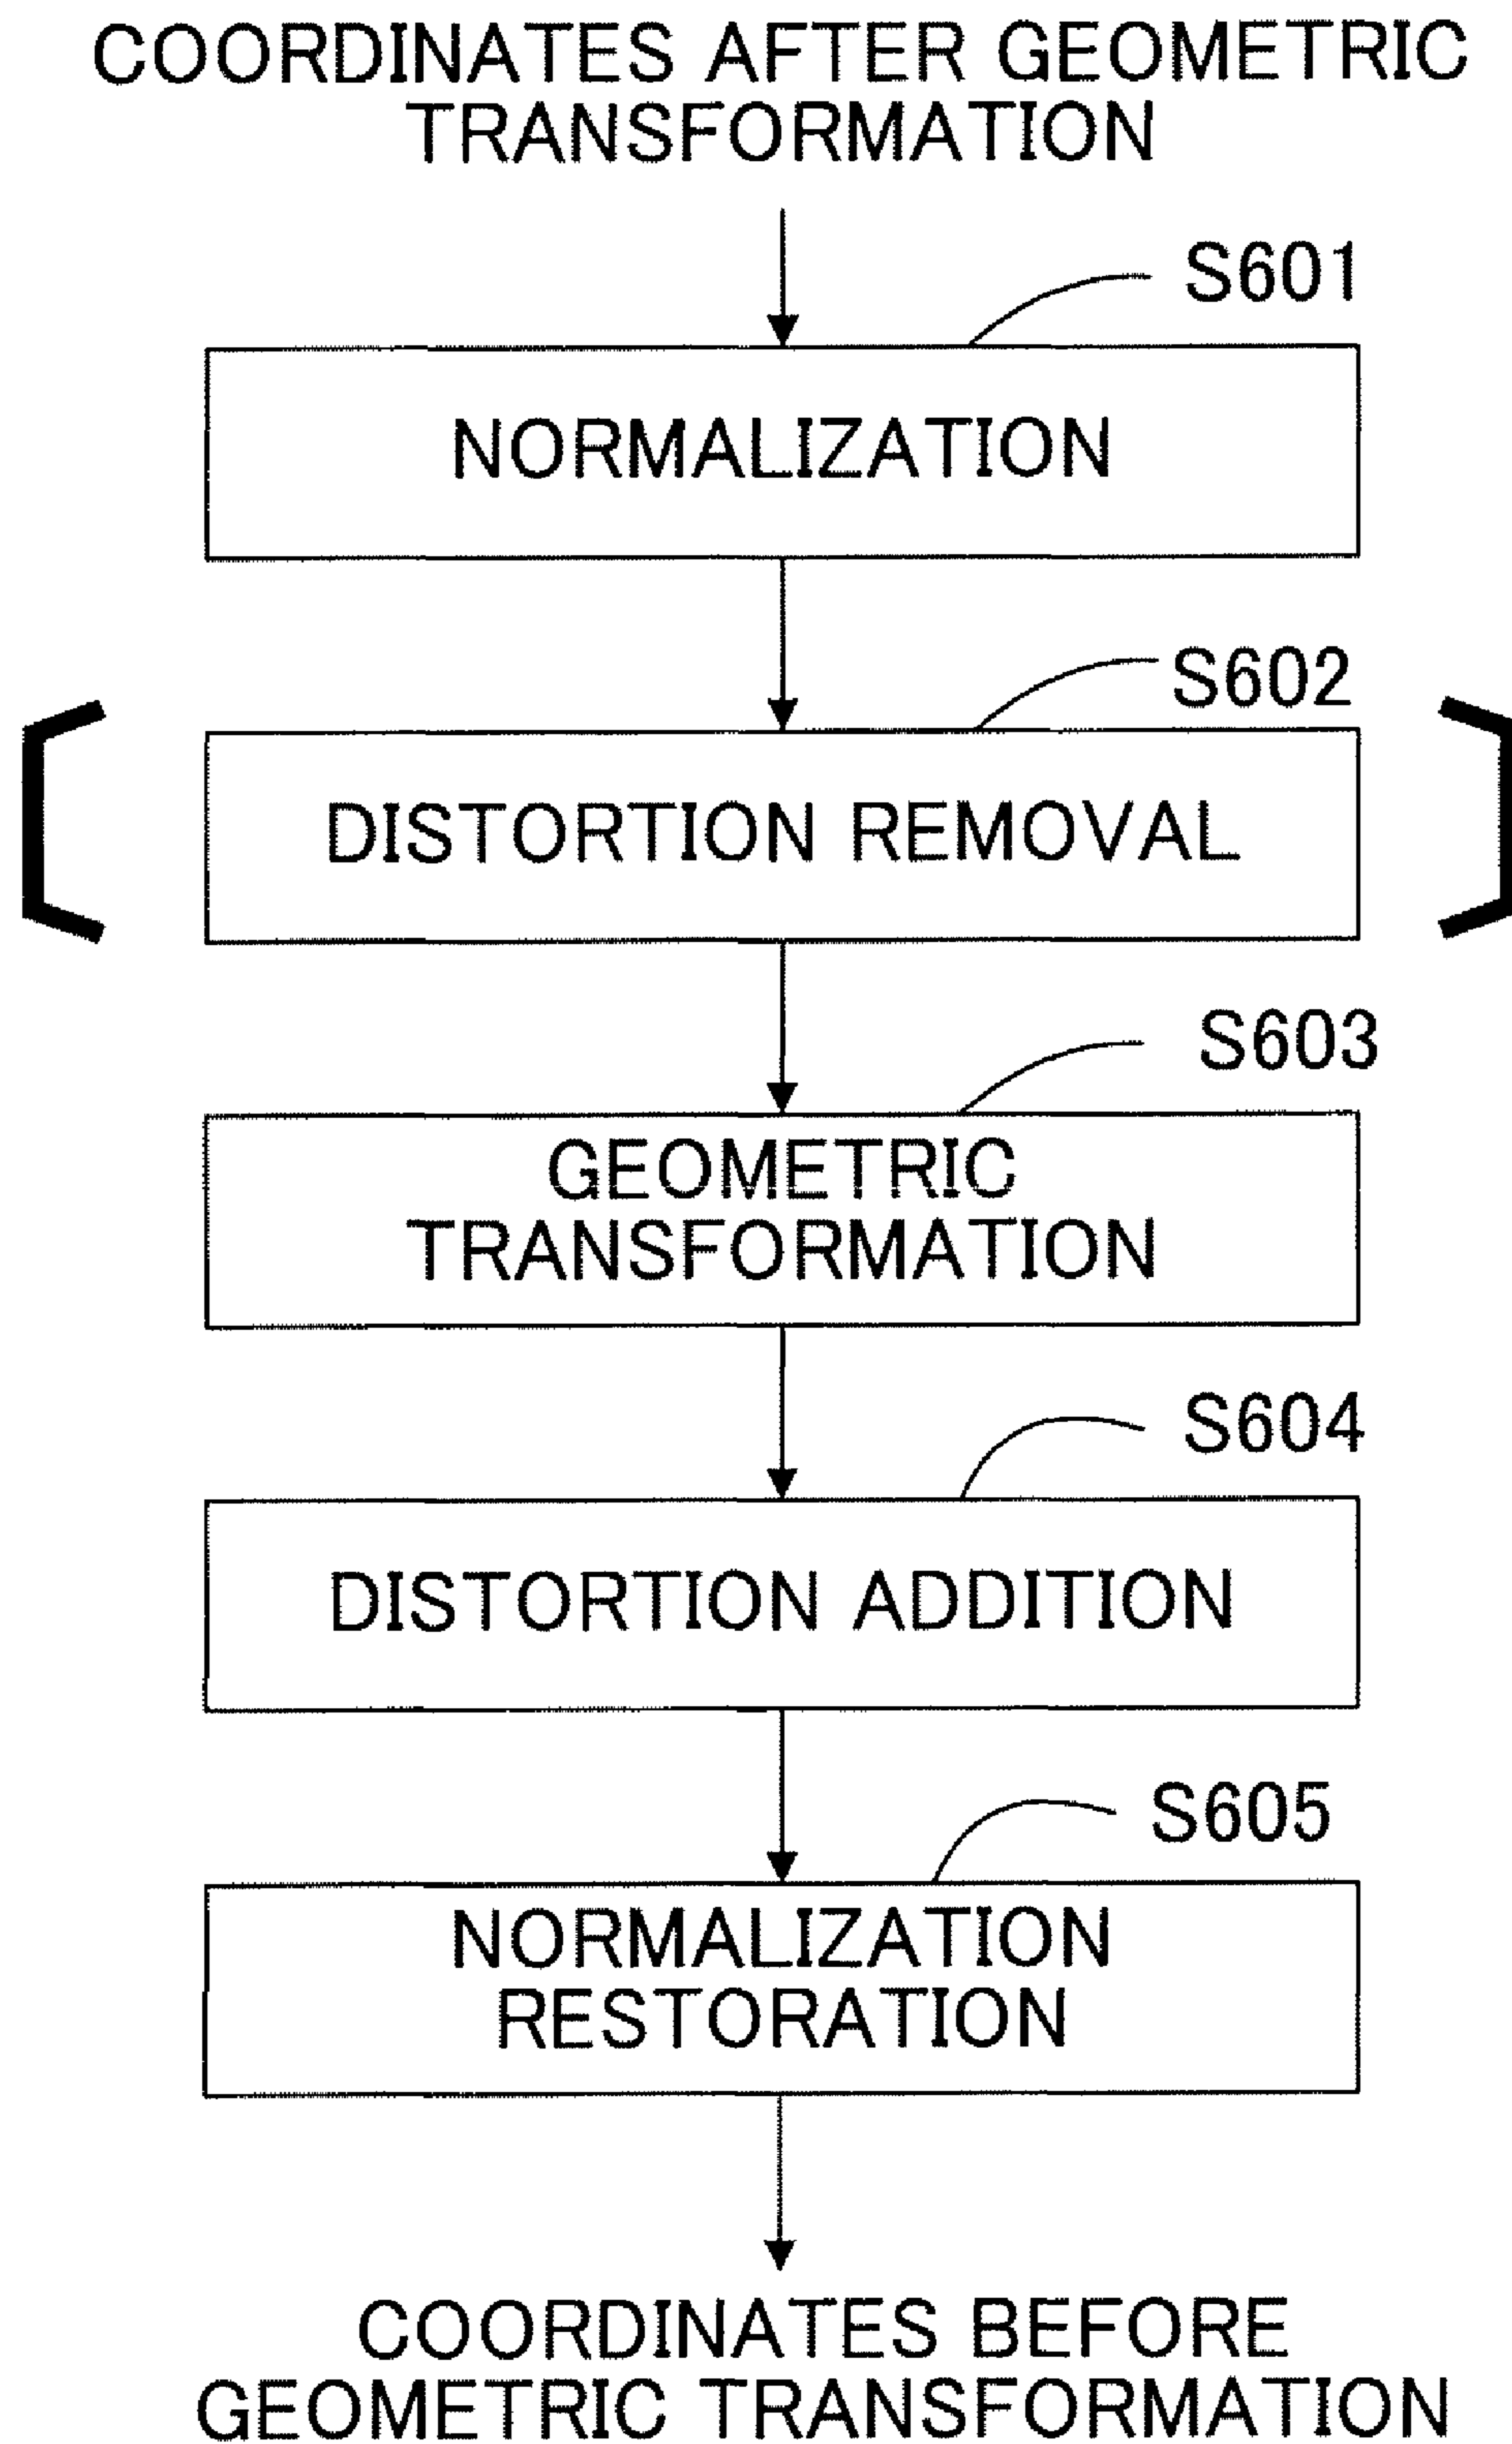 COORDINATES AFTER GEOMETRIC
TRANSFORMATION
S601
NORMALIZATION
S602
DISTORTION REMOVAL
S603
GEOMETRIC
TRANSFORMATION
S604
DISTORTION ADDITION
S605
NORMALIZATION
RESTORATION
COORDINATES BEFORE
GEOMETRIC TRANSFORMATION